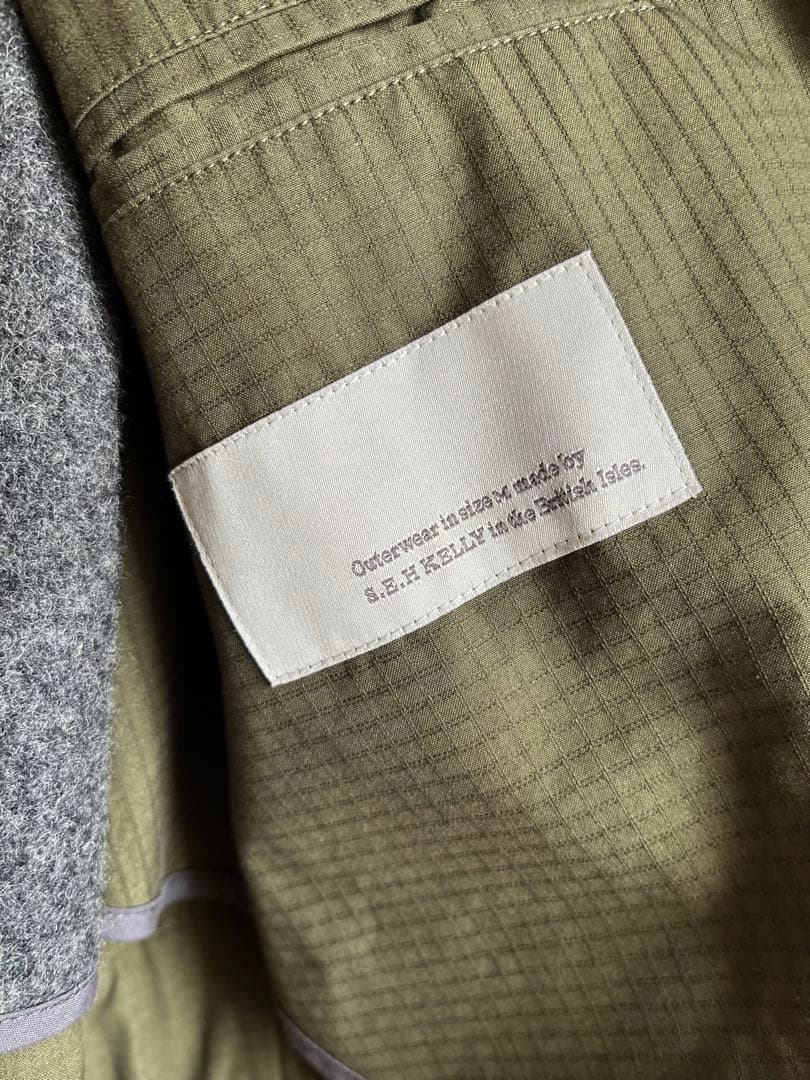 Outerwear in size M made by
S.E.H KELLY in the British Isles.